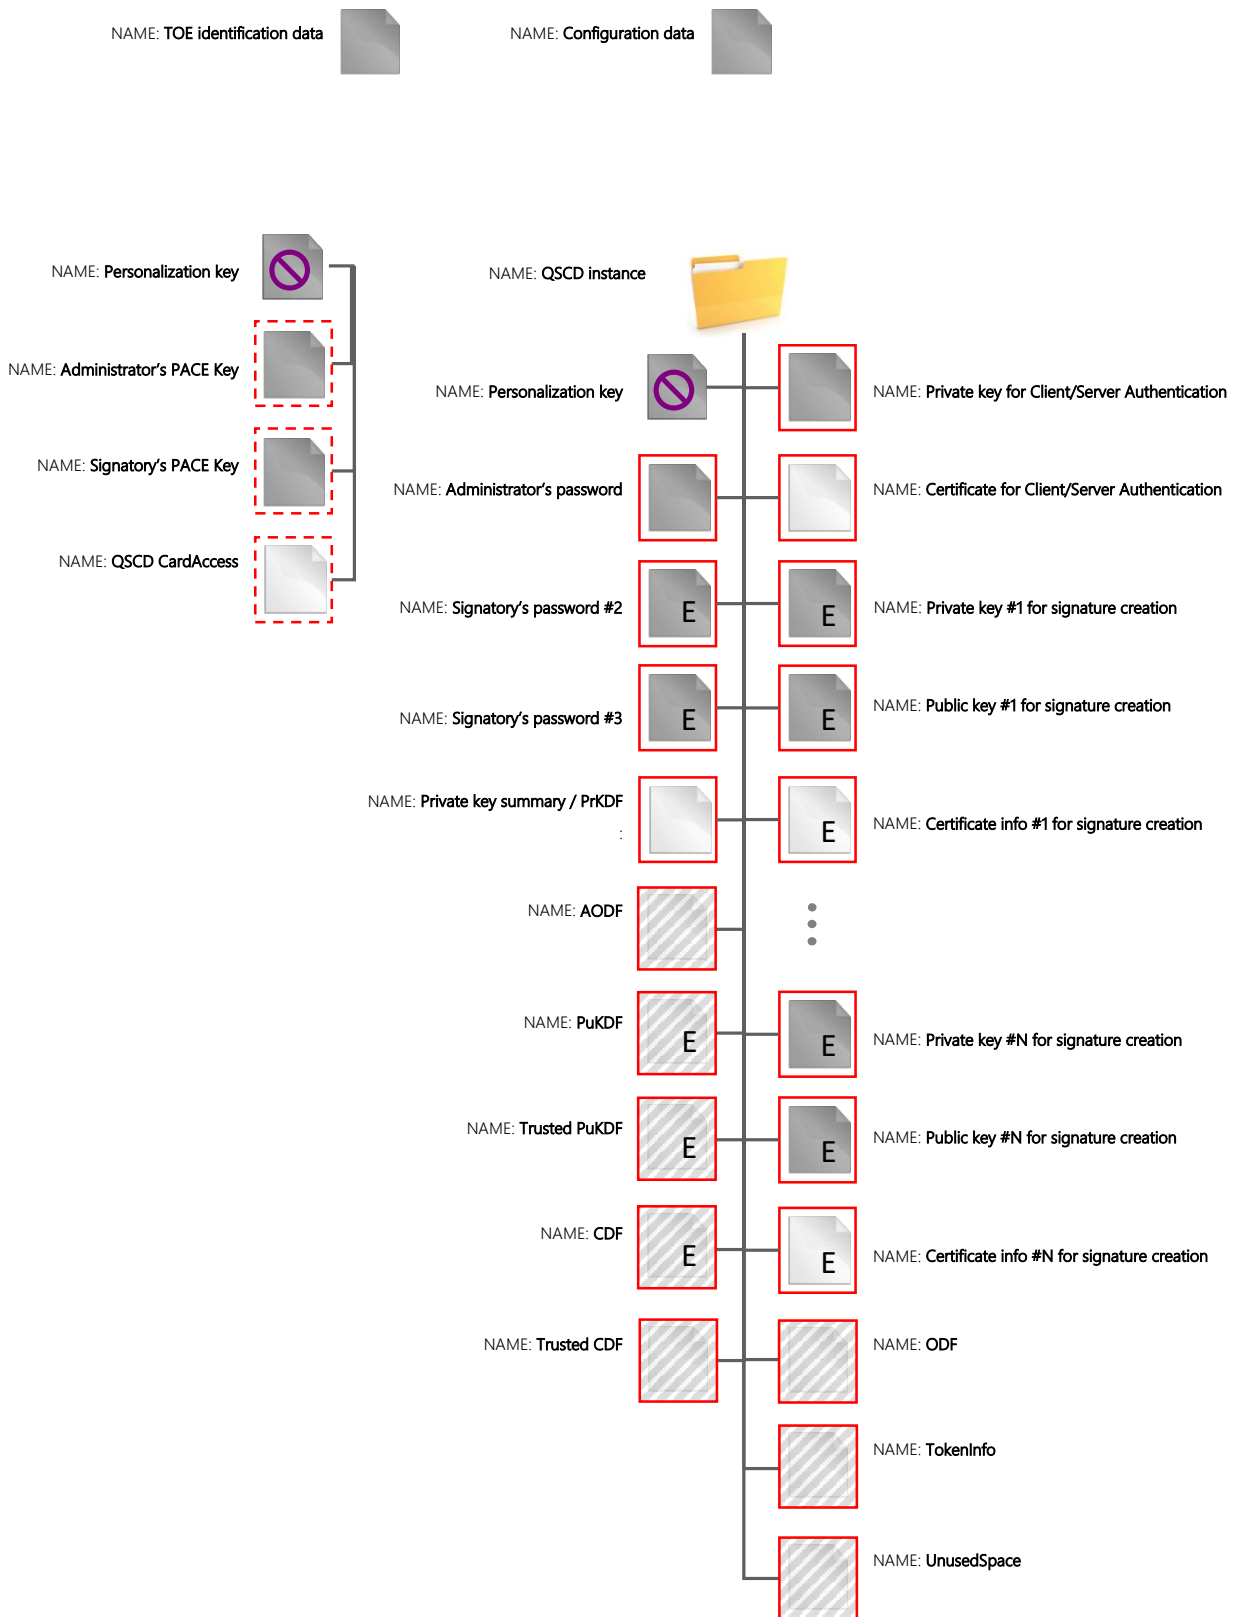 NAME: TOE identification data
NAME: Configuration data
NAME: Personalization key
NAME: QSCD instance
NAME: Administrator's PACE Key
NAME: Personalization key
NAME: Private key for Client/Server Authentication
NAME: Signatory's PACE Key
NAME: Administrator's password
NAME: Certificate for Client/Server Authentication
NAME: QSCD CardAccess
NAME: Signatory's password #2
E
E
NAME: Private key #1 for signature creation
NAME: Signatory's password #3
E
E
NAME: Public key #1 for signature creation
NAME: Private key summary / PrKDF
:
E
NAME: Certificate info #1 for signature creation
NAME: AODF
NAME: PuKDF
E
E
NAME: Private key #N for signature creation
NAME: Trusted PuKDF
E
E
NAME: Public key #N for signature creation
NAME: CDF
E
E
NAME: Certificate info #N for signature creation
NAME: Trusted CDF
NAME: ODF
NAME: TokenInfo
NAME: UnusedSpace